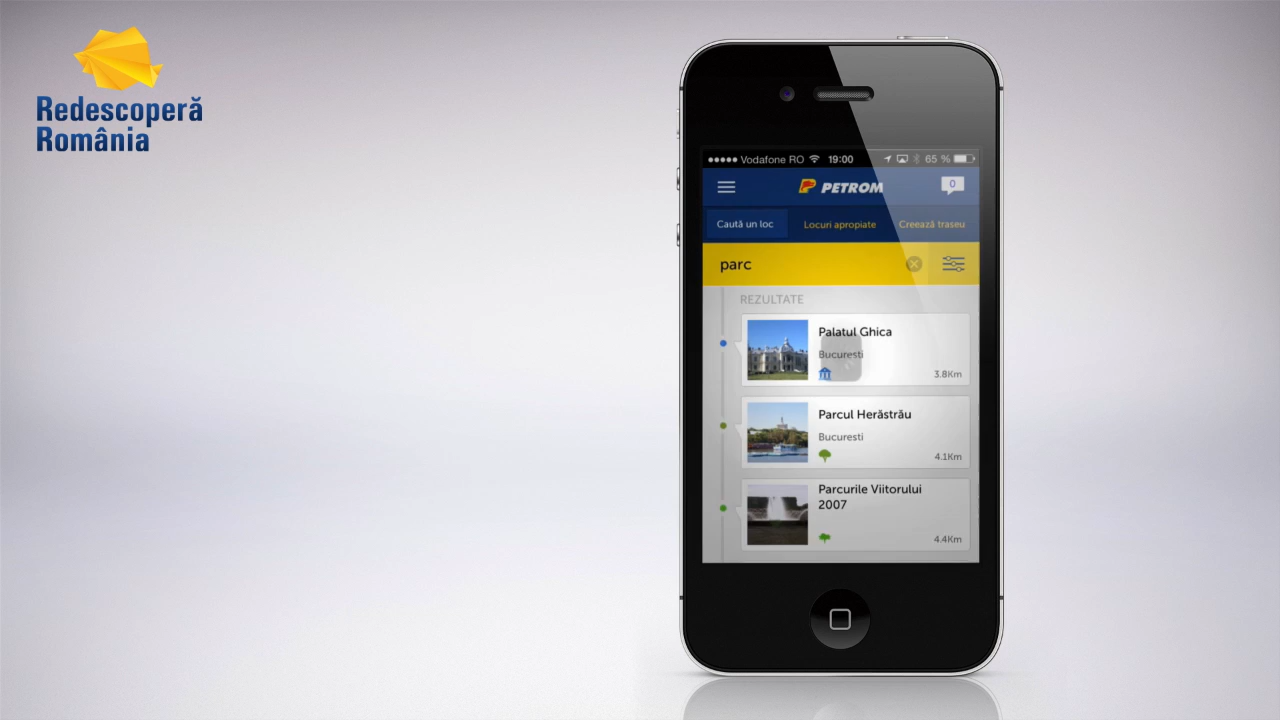 Redescoperă
România
Vodafone RO 19:00 65 %
PETROM 0
Caută un loc Locuri apropiate Creează traseu
parc
REZULTATE
Palatul Ghica
Bucuresti
3.8Km
Parcul Herăstrău
Bucuresti
4.1Km
Parcurile Viitorului
2007
4.4Km